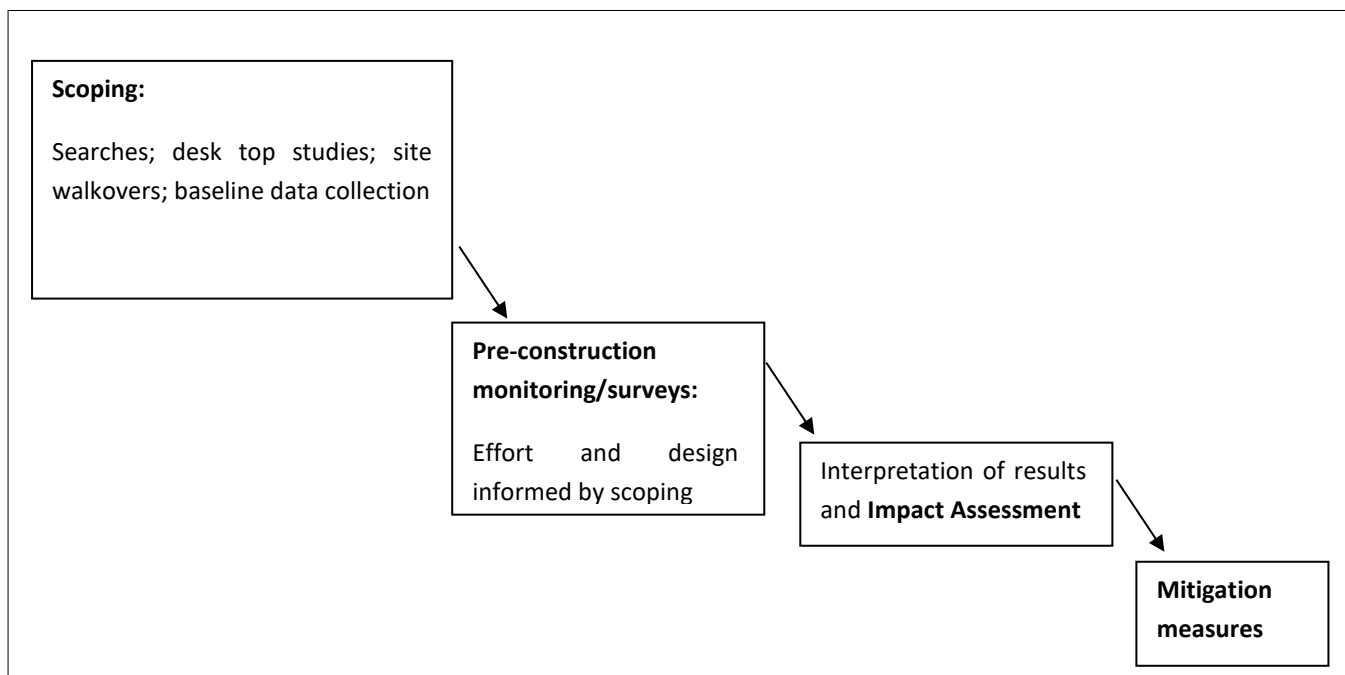 Scoping:
Searches; desk top studies; site
walkovers; baseline data collection
Pre-construction
monitoring/surveys:
Effort and design
informed by scoping
Interpretation of results
and Impact Assessment
Mitigation
measures